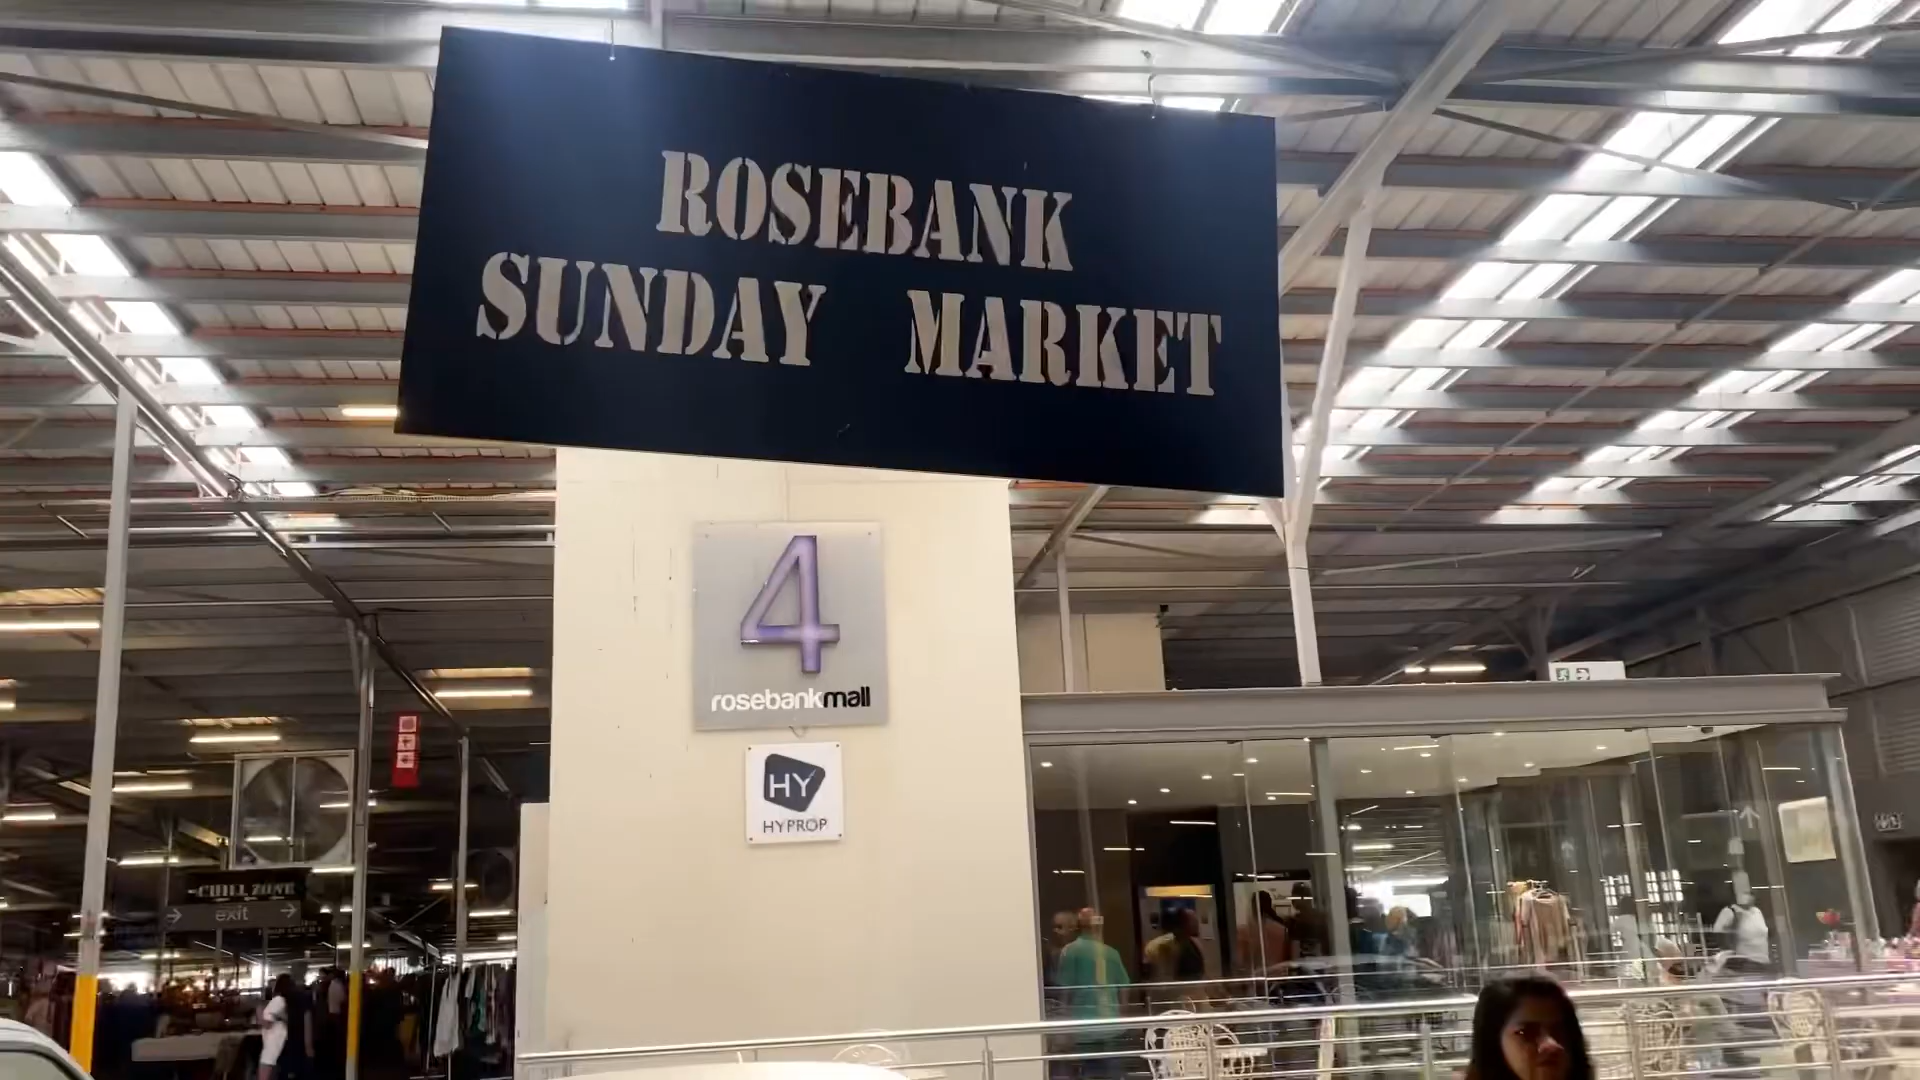 ROSEBANK
SUNDAY MARKET
4
rosebankmall
HY
HYPROP
CHILL ZONE
exit